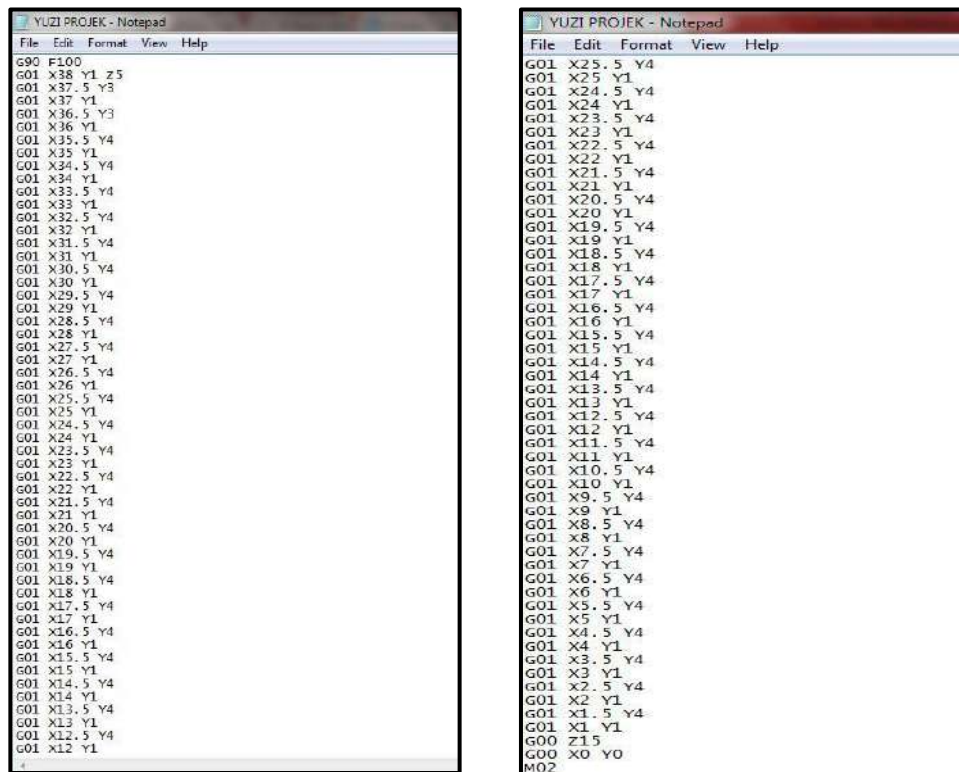 YUZI PROJEK - Notepad
File Edit Format View Help
G90 F100
G01 X38 Y1 Z5
G01 X37.5 Y3
G01 X37 Y1
G01 X36.5 Y3
G01 X36 Y1
G01 X35.5 Y4
G01 X35 Y1
G01 X34.5 Y4
G01 X34 Y1
G01 X33.5 Y4
G01 X33 Y1
G01 X32.5 Y4
G01 X32 Y1
G01 X31.5 Y4
G01 X31 Y1
G01 X30.5 Y4
G01 X30 Y1
G01 X29.5 Y4
G01 X29 Y1
G01 X28.5 Y4
G01 X28 Y1
G01 X27.5 Y4
G01 X27 Y1
G01 X26.5 Y4
G01 X26 Y1
G01 X25.5 Y4
G01 X25 Y1
G01 X24.5 Y4
G01 X24 Y1
G01 X23.5 Y4
G01 X23 Y1
G01 X22.5 Y4
G01 X22 Y1
G01 X21.5 Y4
G01 X21 Y1
G01 X20.5 Y4
G01 X20 Y1
G01 X19.5 Y4
G01 X19 Y1
G01 X18.5 Y4
G01 X18 Y1
G01 X17.5 Y4
G01 X17 Y1
G01 X16.5 Y4
G01 X16 Y1
G01 X15.5 Y4
G01 X15 Y1
G01 X14.5 Y4
G01 X14 Y1
G01 X13.5 Y4
G01 X13 Y1
G01 X12.5 Y4
G01 X12 Y1
YUZI PROJEK - Notepad
File Edit Format View Help
G01 X25.5 Y4
G01 X25 Y1
G01 X24.5 Y4
G01 X24 Y1
G01 X23.5 Y4
G01 X23 Y1
G01 X22.5 Y4
G01 X22 Y1
G01 X21.5 Y4
G01 X21 Y1
G01 X20.5 Y4
G01 X20 Y1
G01 X19.5 Y4
G01 X19 Y1
G01 X18.5 Y4
G01 X18 Y1
G01 X17.5 Y4
G01 X17 Y1
G01 X16.5 Y4
G01 X16 Y1
G01 X15.5 Y4
G01 X15 Y1
G01 X14.5 Y4
G01 X14 Y1
G01 X13.5 Y4
G01 X13 Y1
G01 X12.5 Y4
G01 X12 Y1
G01 X11.5 Y4
G01 X11 Y1
G01 X10.5 Y4
G01 X10 Y1
G01 X9.5 Y4
G01 X9 Y1
G01 X8.5 Y4
G01 X8 Y1
G01 X7.5 Y4
G01 X7 Y1
G01 X6.5 Y4
G01 X6 Y1
G01 X5.5 Y4
G01 X5 Y1
G01 X4.5 Y4
G01 X4 Y1
G01 X3.5 Y4
G01 X3 Y1
G01 X2.5 Y4
G01 X2 Y1
G01 X1.5 Y4
G01 X1 Y1
G00 Z15
G00 X0 Y0
M02